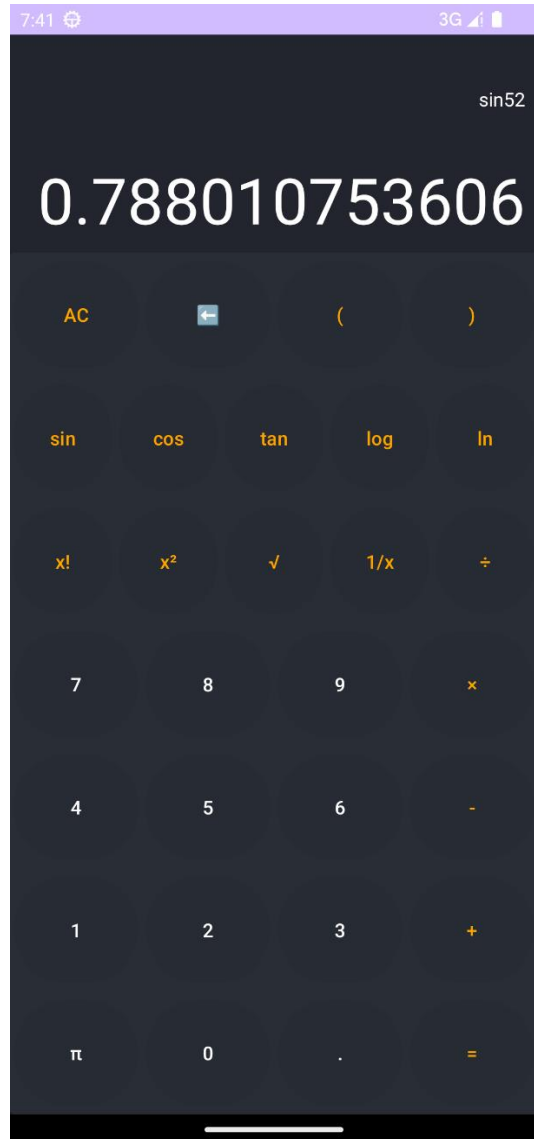 7:41 3G
sin52
0.788010753606
AC ⬅ ( )
sin cos tan log ln
x! x² √ 1/x ÷
7 8 9 ×
4 5 6 -
1 2 3 +
π 0 . =